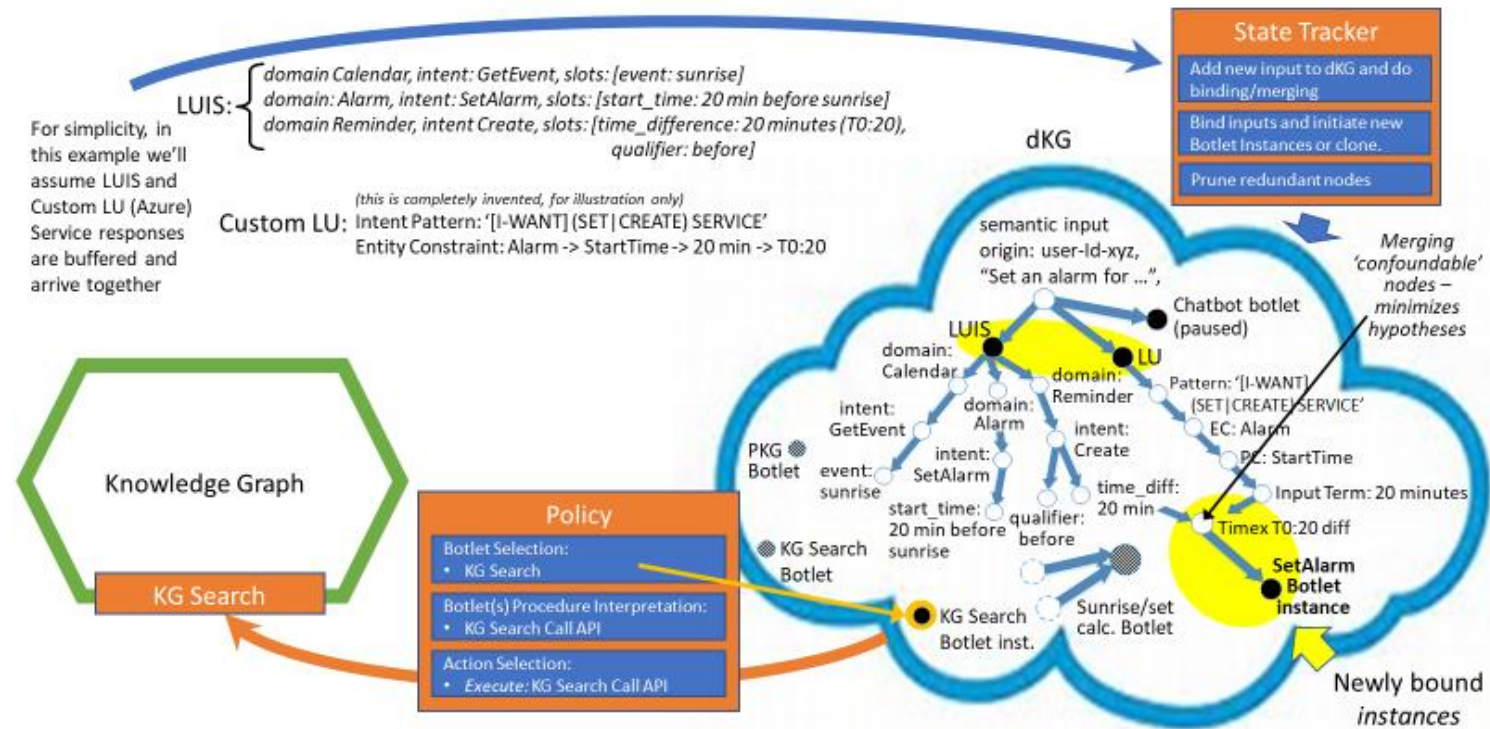 State Tracker
Add new input to dKG and do
binding/merging
Bind inputs and initiate new
Botlet Instances or clone.
Prune redundant nodes
LUIS:
domain Calendar, intent: GetEvent, slots: [event: sunrise]
domain: Alarm, intent: SetAlarm, slots: [start_time: 20 min before sunrise]
domain Reminder, intent Create, slots: [time_difference: 20 minutes (T0:20),
qualifier: before]
For simplicity, in
this example we'll
assume LUIS and
Custom LU (Azure)
Service responses
are buffered and
arrive together
(this is completely invented, for illustration only)
Custom LU:
Intent Pattern: '[I-WANT] (SET|CREATE) SERVICE'
Entity Constraint: Alarm -> StartTime -> 20 min -> T0:20
dKG
semantic input
origin: user-Id-xyz,
"Set an alarm for ...",
Merging
'confoundable'
nodes –
minimizes
hypotheses
Chatbot botlet
(paused)
LUIS
LU
domain:
Calendar
domain:
Reminder
Pattern: '[I-WANT]
(SET|CREATE) SERVICE'
domain:
Alarm
intent:
GetEvent
intent:
Create
EC: Alarm
PC: StartTime
PKG
Botlet
event:
sunrise
intent:
SetAlarm
time_diff:
20 min
Input Term: 20 minutes
start_time:
20 min before
sunrise
qualifier:
before
Timex T0:20 diff
KG Search
Botlet
SetAlarm
Botlet
instance
Sunrise/set
calc. Botlet
KG Search
Botlet inst.
Newly bound
instances
Knowledge Graph
KG Search
Policy
Botlet Selection:
• KG Search
Botlet(s) Procedure Interpretation:
• KG Search Call API
Action Selection:
• Execute: KG Search Call API